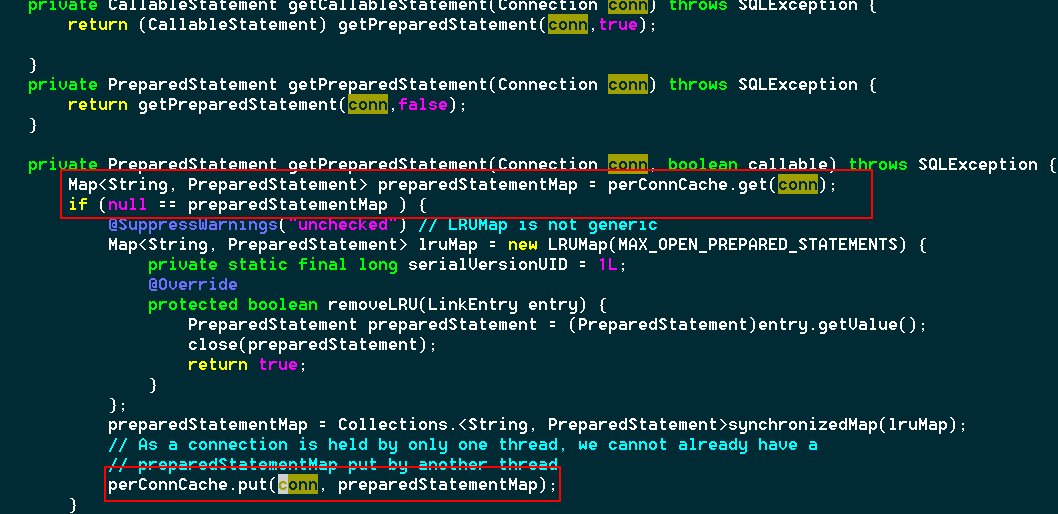 private CallableStatement getCallableStatement(Connection conn) throws SQLException {
return (CallableStatement) getPreparedStatement(conn,true);
}
private PreparedStatement getPreparedStatement(Connection conn) throws SQLException {
return getPreparedStatement(conn,false);
}
private PreparedStatement getPreparedStatement(Connection conn, boolean callable) throws SQLException {
Map<String, PreparedStatement> preparedStatementMap = perConnCache.get(conn);
if (null == preparedStatementMap ) {
@SuppressWarnings("unchecked") // LRUMap is not generic
Map<String, PreparedStatement> lruMap = new LRUMap(MAX_OPEN_PREPARED_STATEMENTS) {
private static final long serialVersionUID = 1L;
@Override
protected boolean removeLRU(LinkEntry entry) {
PreparedStatement preparedStatement = (PreparedStatement)entry.getValue();
close(preparedStatement);
return true;
}
};
preparedStatementMap = Collections.<String, PreparedStatement>synchronizedMap(lruMap);
// As a connection is held by only one thread, we cannot already have a
// preparedStatementMap put by another thread
perConnCache.put(conn, preparedStatementMap);
}